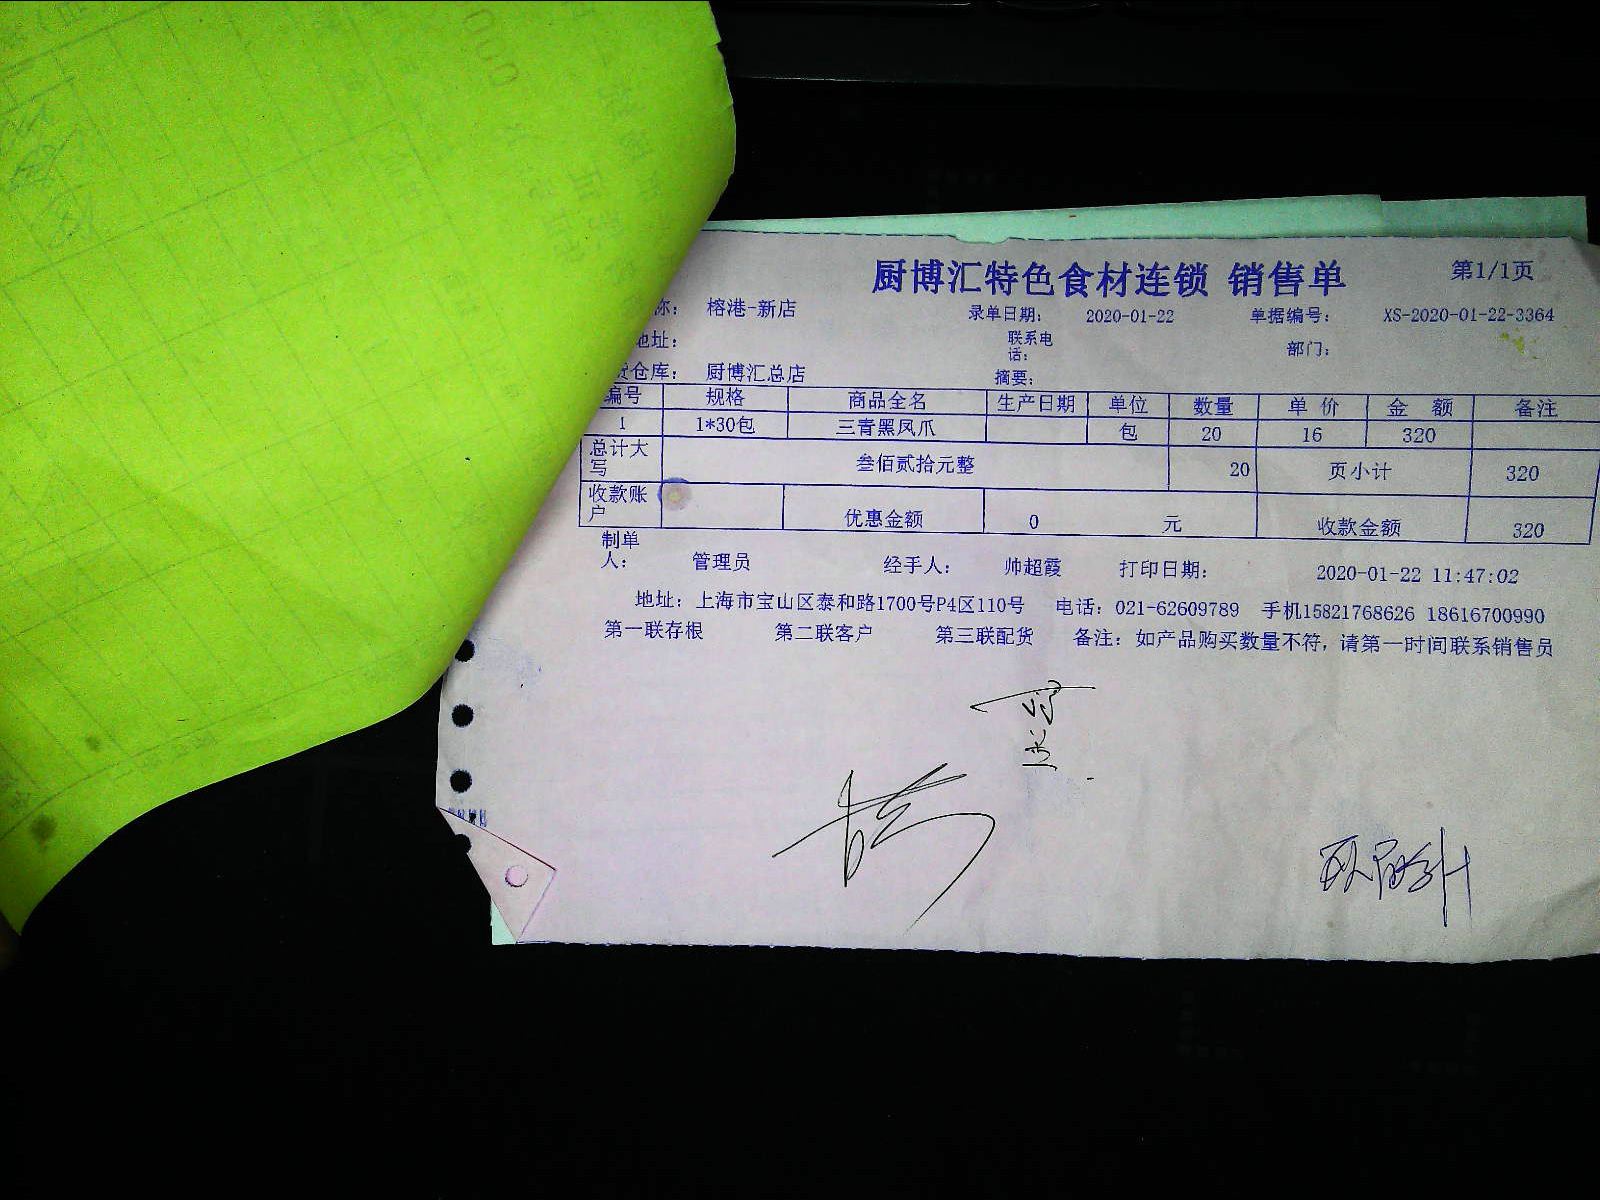 厨博汇特色食材连锁 销售单 第1/1页
称: 榕港-新店 录单日期: 2020-01-22 单据编号: XS-2020-01-22-3364
地址: 联系电话: 部门:
货仓库: 厨博汇总店 摘要:
编号 规格 商品全名 生产日期 单位 数量 单 价 金 额 备注
1 1*30包 三青黑凤爪 包 20 16 320
总计大写 叁佰贰拾元整 20 页小计 320
收款账户 优惠金额 0 元 收款金额 320
制单人: 管理员 经手人: 帅超霞 打印日期: 2020-01-22 11:47:02
地址: 上海市宝山区泰和路1700号P4区110号 电话: 021-62609789 手机15821768626 18616700990
第一联存根 第二联客户 第三联配货 备注: 如产品购买数量不符, 请第一时间联系销售员